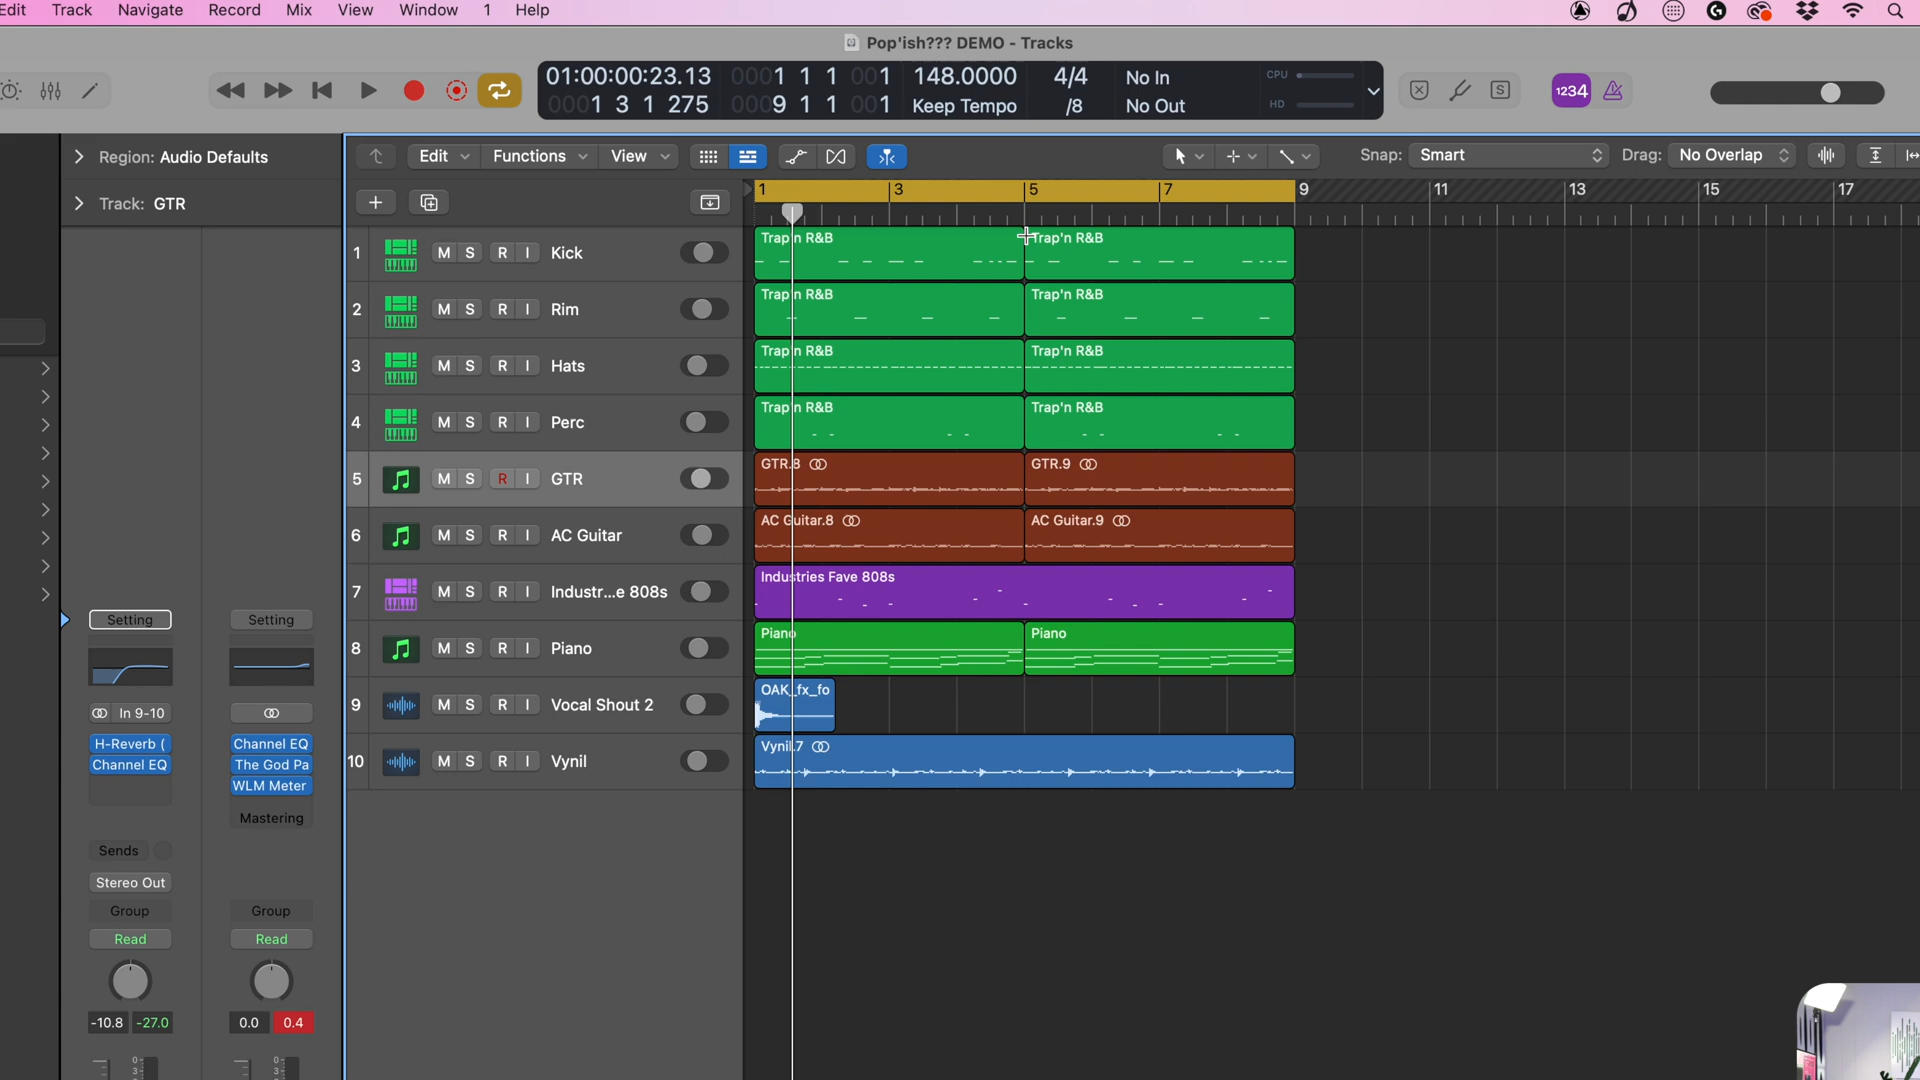 Edit Track Navigate Record Mix View Window 1 Help
Pop'ish??? DEMO - Tracks
01:00:00:23.13 0001 1 1 001 148.0000 4/4 No In CPU
0001 3 1 275 0009 1 1 001 Keep Tempo /8 No Out HD
S 1234
Region: Audio Defaults Edit Functions View Snap: Smart Drag: No Overlap
Track: GTR
1 3 5 7 9 11 13 15 17
1 M S R I Kick Trap'n R&B Trap'n R&B
2 M S R I Rim Trap'n R&B Trap'n R&B
3 M S R I Hats Trap'n R&B Trap'n R&B
4 M S R I Perc Trap'n R&B Trap'n R&B
5 M S R I GTR GTR.8 GTR.9
6 M S R I AC Guitar AC Guitar.8 AC Guitar.9
7 M S R I Industr...e 808s Industries Fave 808s
8 M S R I Piano Piano Piano
9 M S R I Vocal Shout 2 OAK_fx_fo
10 M S R I Vynil Vynil.7
Setting Setting
In 9-10
H-Reverb ( Channel EQ
Channel EQ The God Pa
WLM Meter
Mastering
Sends
Stereo Out
Group Group
Read Read
-10.8 -27.0 0.0 0.4
0 0
3 3